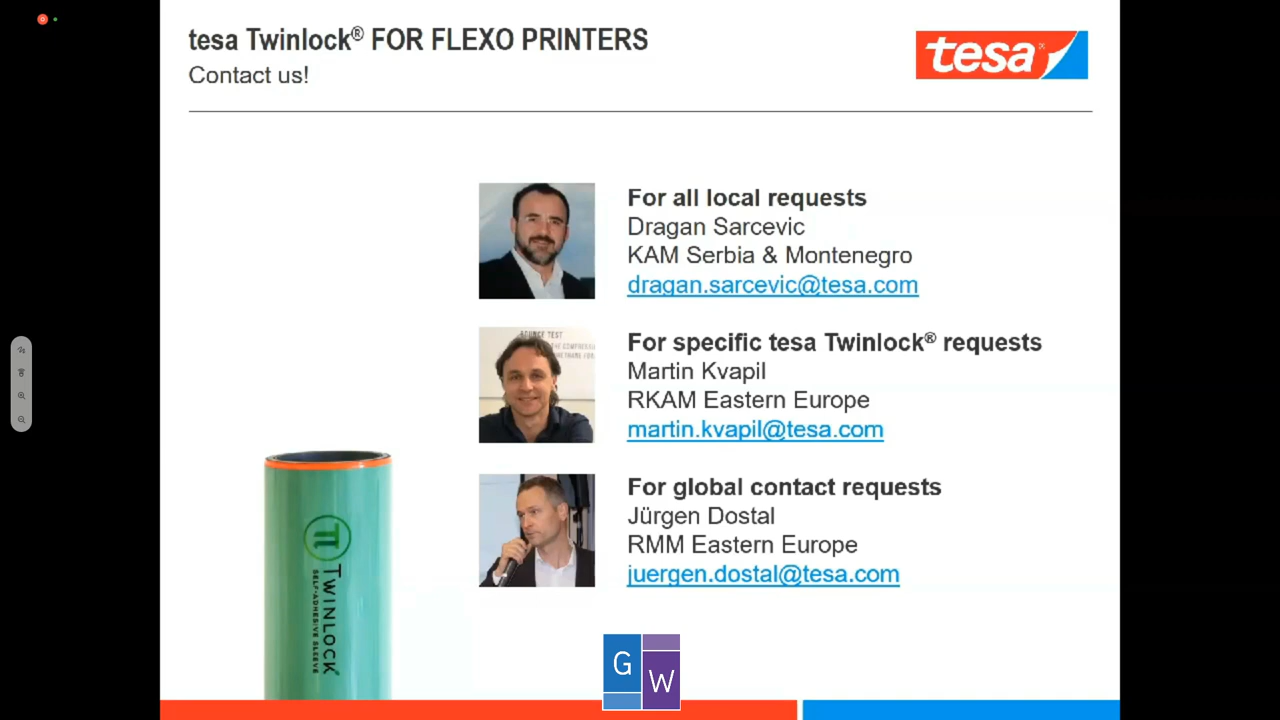 tesa Twinlock® FOR FLEXO PRINTERS
Contact us!
tesa®
For all local requests
Dragan Sarcevic
KAM Serbia & Montenegro
dragan.sarcevic@tesa.com
BOUNCE TEST
For specific tesa Twinlock® requests
Martin Kvapil
RKAM Eastern Europe
martin.kvapil@tesa.com
For global contact requests
Jürgen Dostal
RMM Eastern Europe
juergen.dostal@tesa.com
TWINLOCK
SELF-ADHESIVE SLEEVE
G
W